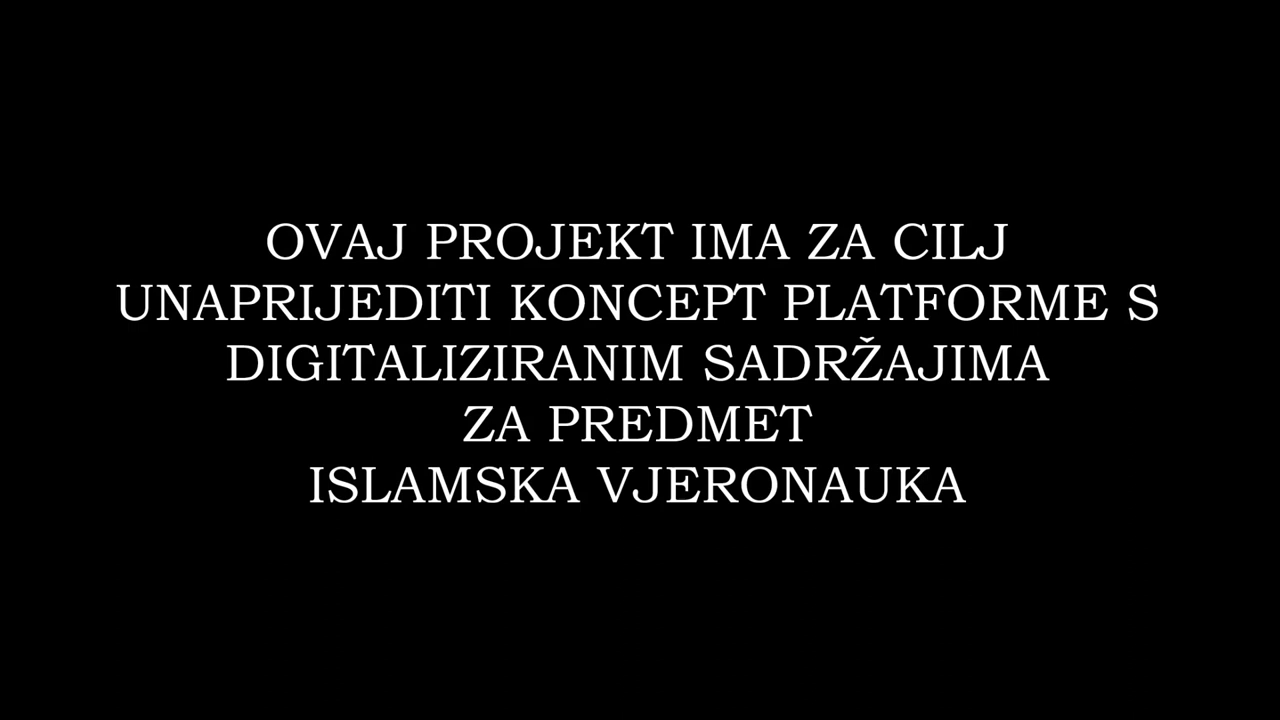 OVAJ PROJEKT IMA ZA CILJ
UNAPRIJEDITI KONCEPT PLATFORME S
DIGITALIZIRANIM SADRŽAJIMA
ZA PREDMET
ISLAMSKA VJERONAUKA